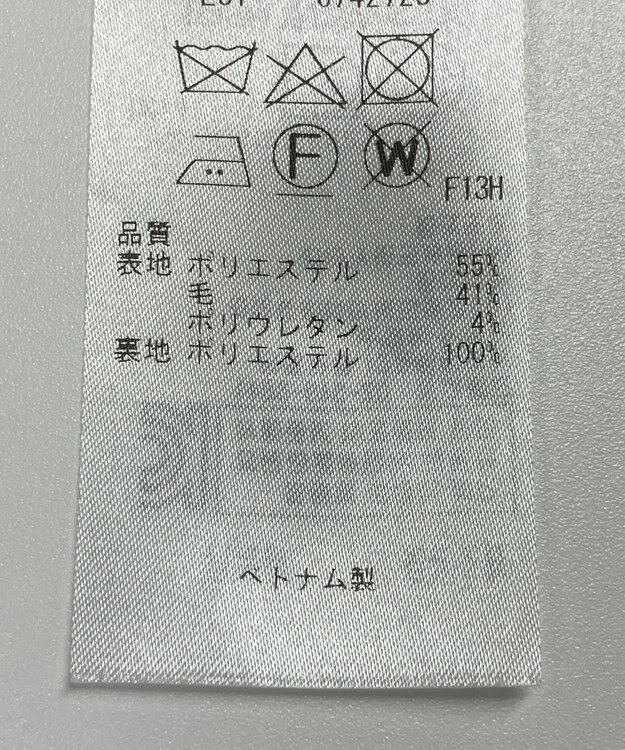 F
W
F13H
品質
表地 ポリエステル 55%
毛 41%
ポリウレタン 4%
裏地 ポリエステル 100%
ベトナム製